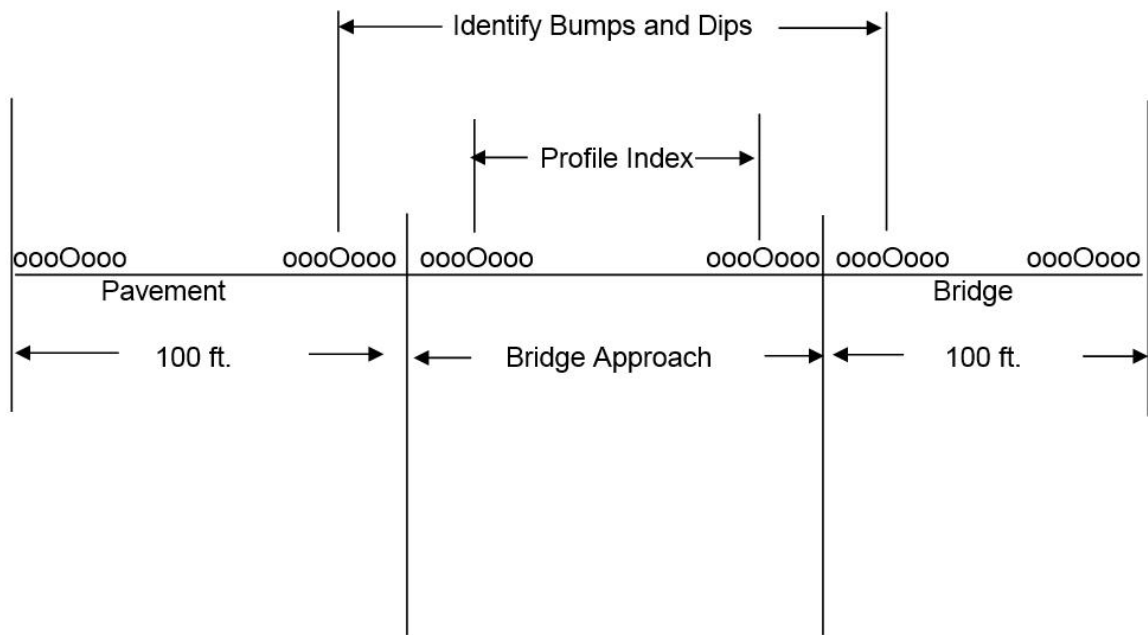 Identify Bumps and Dips
Profile Index
oooOooo oooOooo oooOooo oooOooo oooOooo oooOooo
Pavement Bridge
100 ft. Bridge Approach 100 ft.